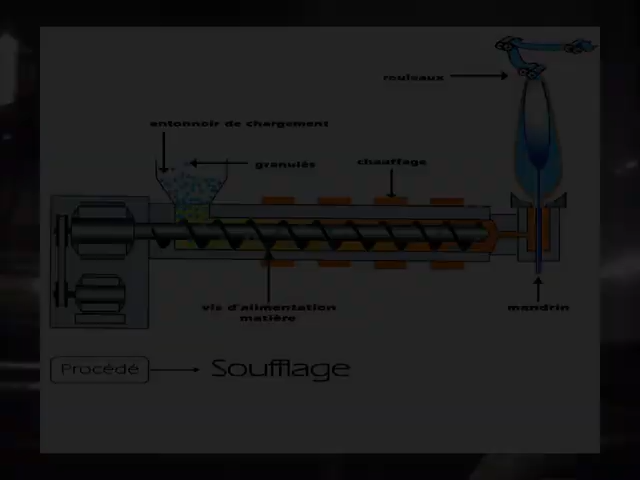 rouleaux
entonnoir de chargement
granulés
chauffage
vis d'alimentation
matière
mandrin
Procédé
Soufflage